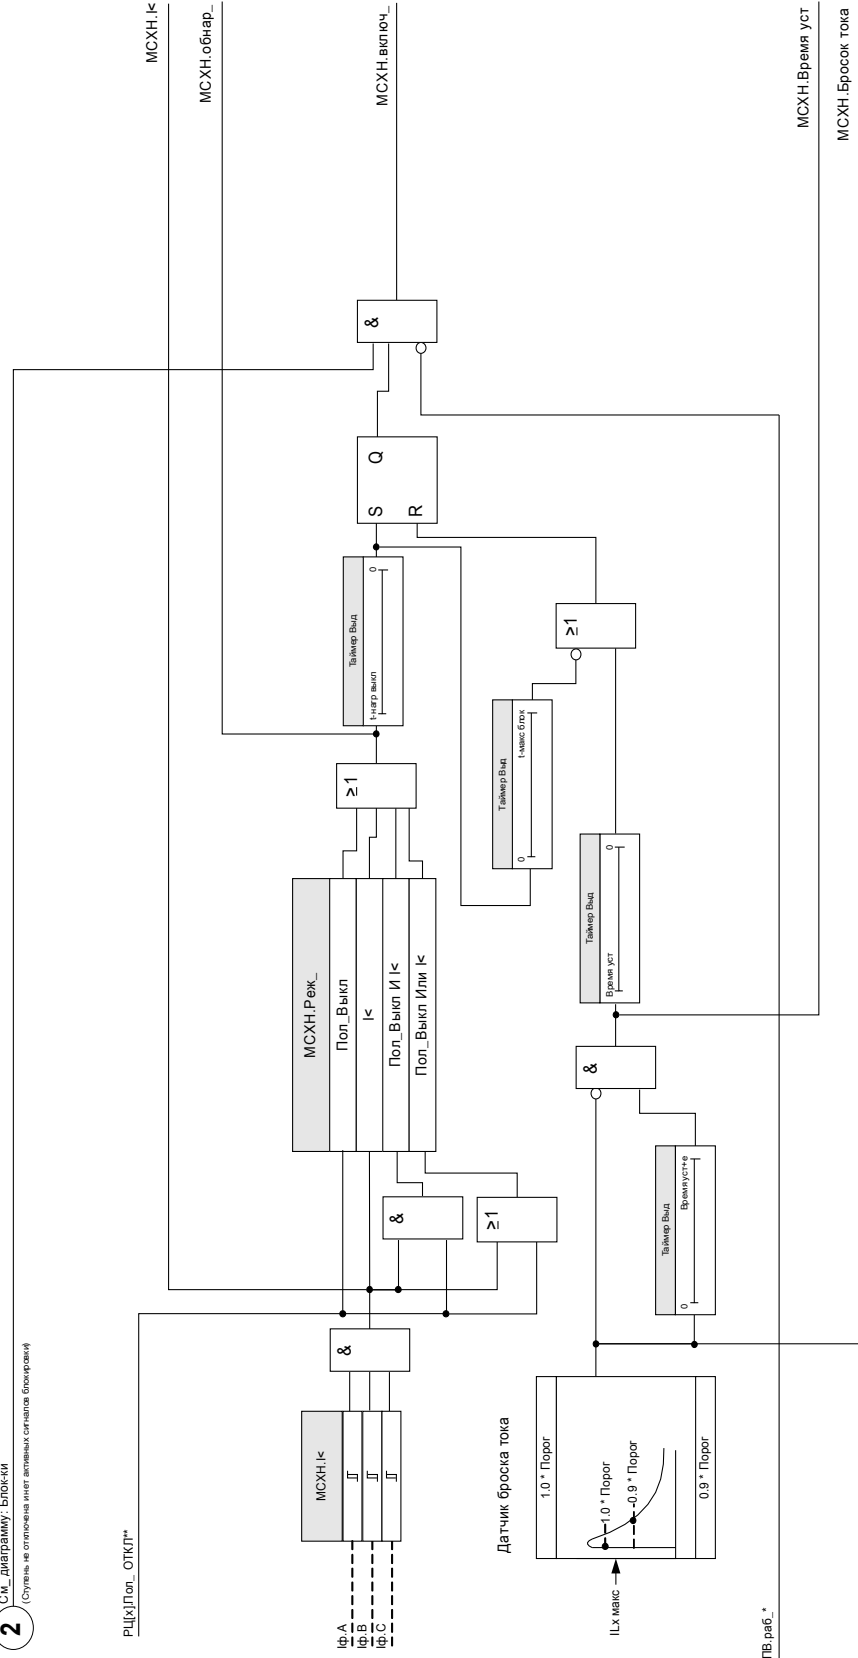 2
См_ диаграмму: Блок-ки
(Ступень не отключена и нет активных сигналов блокировки)
МСХН.I<
МСХН.обнар_
РЦ[x].Пол_ ОТКЛ**
МСХН.включ_
Iф.A
Iф.B
Iф.C
МСХН.I<
&
МСХН.Реж_
Пол_Выкл
I<
Пол_Выкл И I<
Пол_Выкл Или I<
&
≥1
≥1
Таймер Выд
t-нагр выкл
0
S
R
Q
&
Таймер Выд
0
t-макс блок
≥1
Датчик броска тока
1.0 * Порог
1.0 * Порог
0.9 * Порог
0.9 * Порог
ILx макс
Таймер Выд
0
Время уст+е
&
Таймер Выд
Время уст
0
ПВ.раб_*
МСХН.Время уст
МСХН.Бросок тока